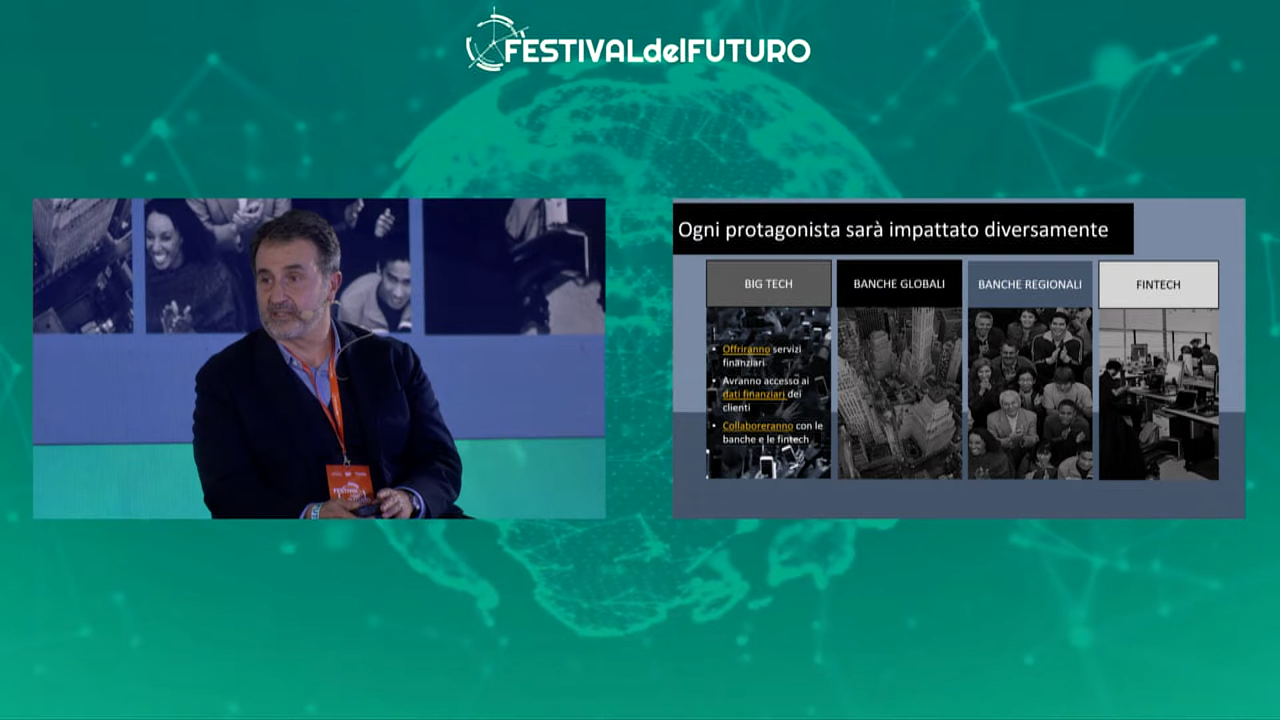 FESTIVALdelFUTURO
Ogni protagonista sarà impattato diversamente
BIG TECH
BANCHE GLOBALI
BANCHE REGIONALI
FINTECH
• Offriranno servizi
finanziari
• Avranno accesso ai
dati finanziari dei
clienti
• Collaboreranno con le
banche e le fintech